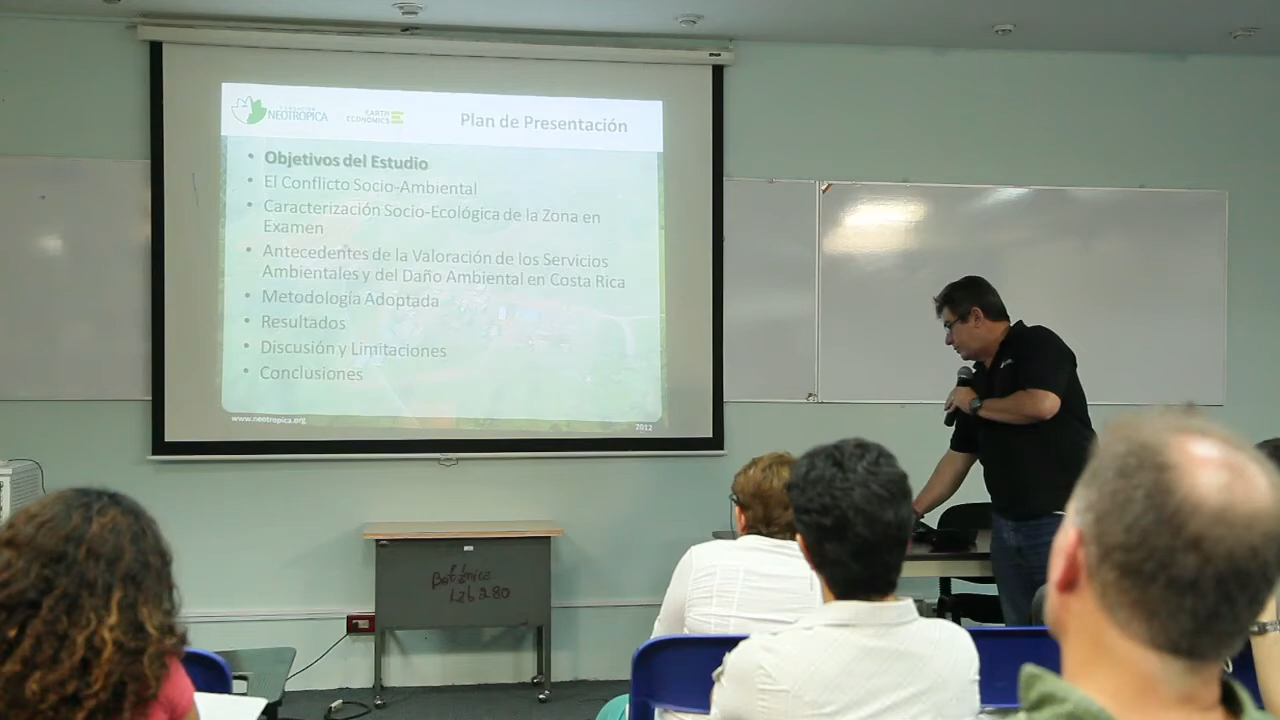 FUNDACIÓN
NEOTROPICA
EARTH
ECONOMICS
Plan de Presentación
• Objetivos del Estudio
• El Conflicto Socio-Ambiental
• Caracterización Socio-Ecológica de la Zona en
Examen
• Antecedentes de la Valoración de los Servicios
Ambientales y del Daño Ambiental en Costa Rica
• Metodología Adoptada
• Resultados
• Discusión y Limitaciones
• Conclusiones
www.neotropica.org
2012
Botánica